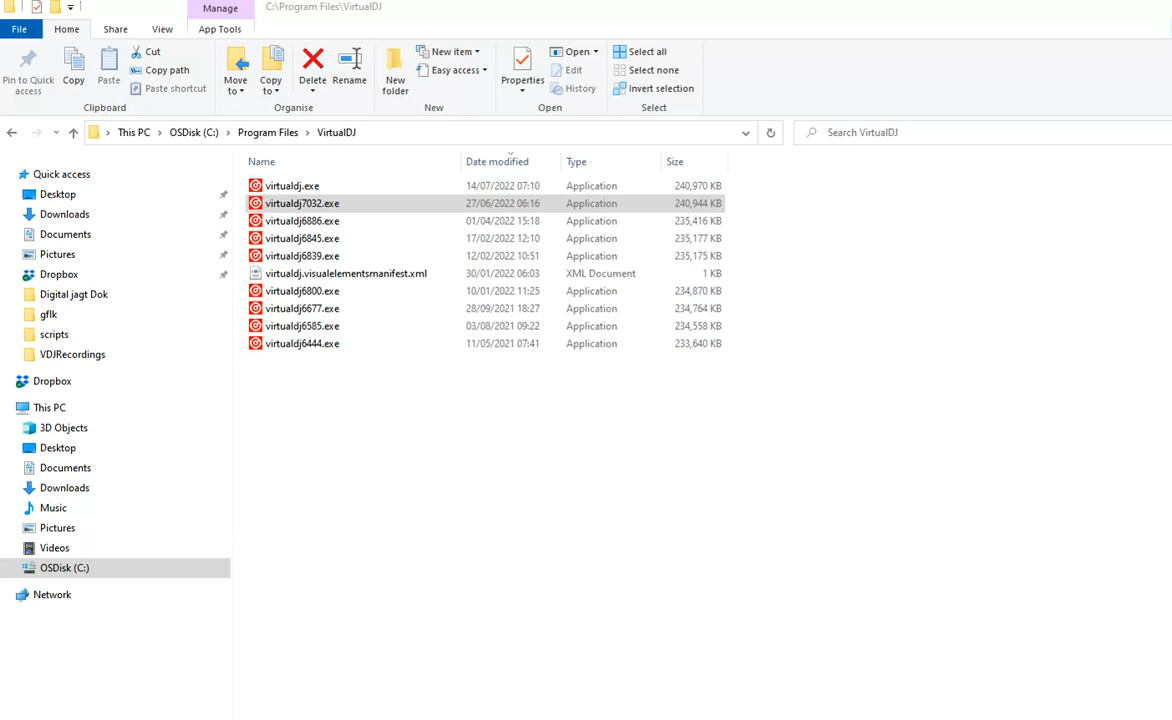 Manage
C:\Program Files\VirtualDJ
File
Home
Share
View
App Tools
Pin to Quick access
Copy
Paste
Cut
Copy path
Paste shortcut
Clipboard
Move to
Copy to
Delete
Rename
Organise
New folder
New item
Easy access
New
Properties
Open
Edit
History
Open
Select all
Select none
Invert selection
Select
This PC > OSDisk (C:) > Program Files > VirtualDJ
Search VirtualDJ
Quick access
Desktop
Downloads
Documents
Pictures
Dropbox
Digital jagt Dok
gflk
scripts
VDJRecordings
Dropbox
This PC
3D Objects
Desktop
Documents
Downloads
Music
Pictures
Videos
OSDisk (C:)
Network
Name Date modified Type Size
virtualdj.exe 14/07/2022 07:10 Application 240,970 KB
virtualdj7032.exe 27/06/2022 06:16 Application 240,944 KB
virtualdj6886.exe 01/04/2022 15:18 Application 235,416 KB
virtualdj6845.exe 17/02/2022 12:10 Application 235,177 KB
virtualdj6839.exe 12/02/2022 10:51 Application 235,175 KB
virtualdj.visualelementsmanifest.xml 30/01/2022 06:03 XML Document 1 KB
virtualdj6800.exe 10/01/2022 11:25 Application 234,870 KB
virtualdj6677.exe 28/09/2021 18:27 Application 234,764 KB
virtualdj6585.exe 03/08/2021 09:22 Application 234,558 KB
virtualdj6444.exe 11/05/2021 07:41 Application 233,640 KB